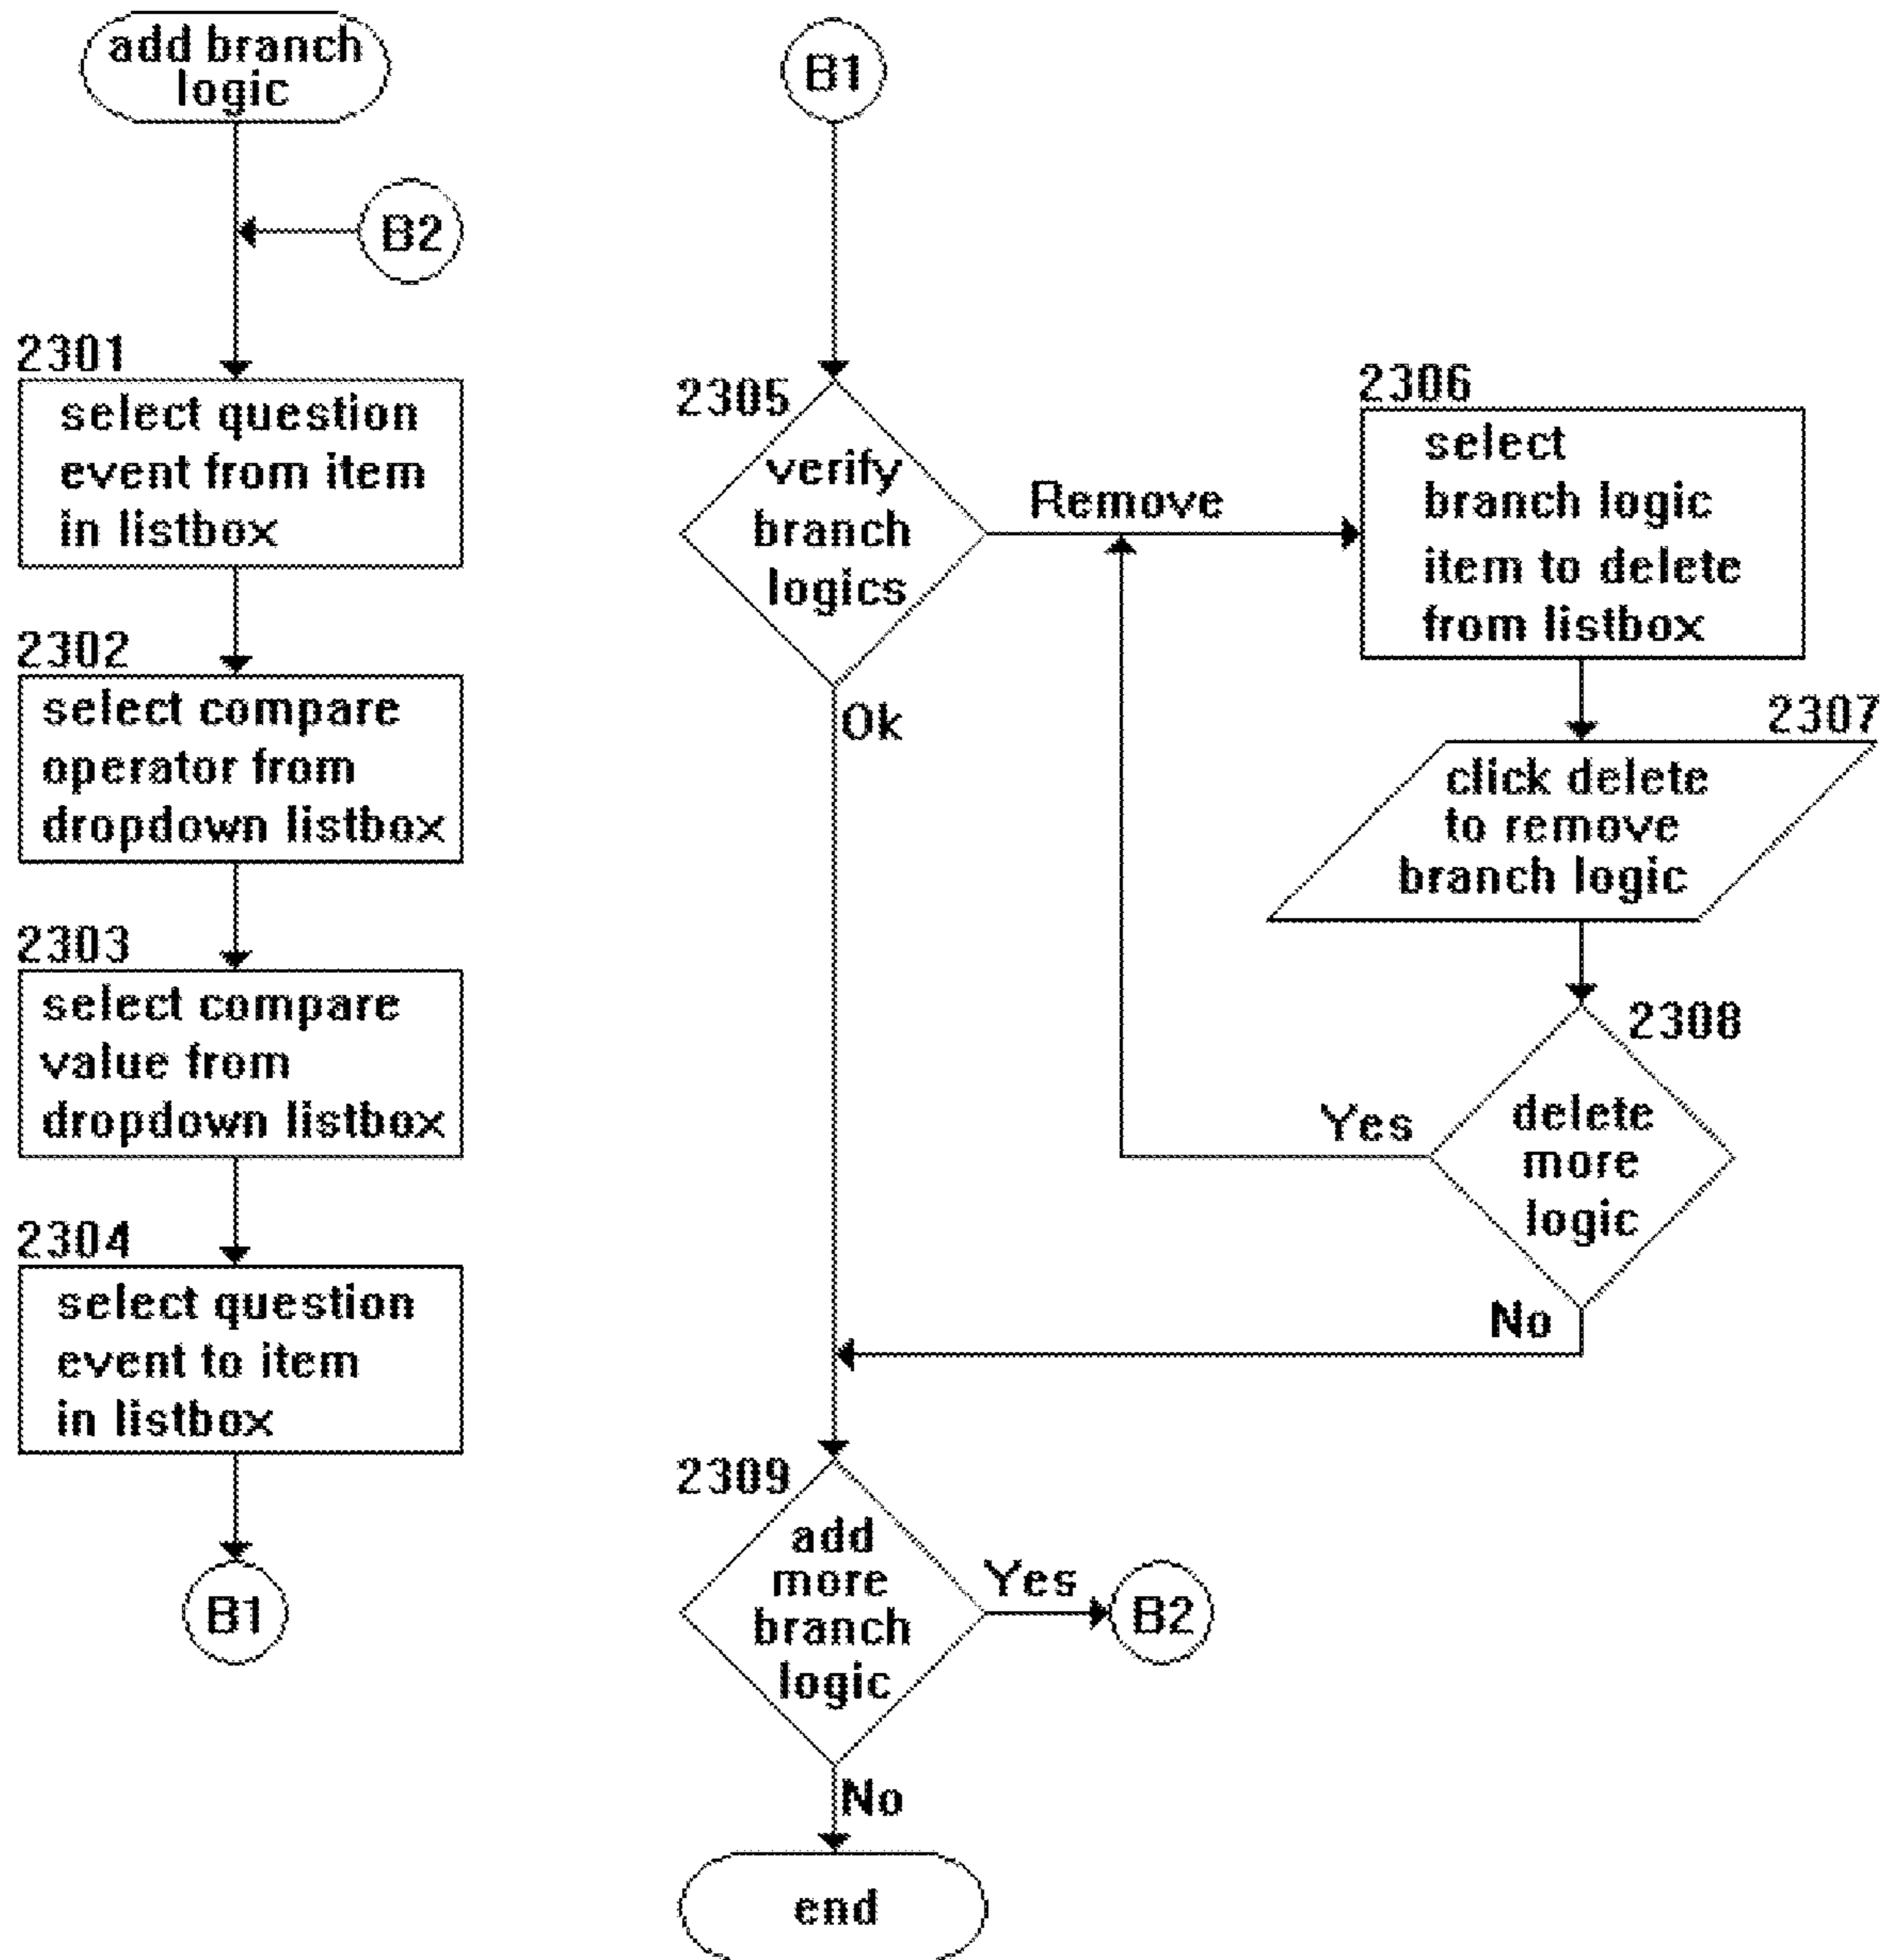 add branch
logic
B2
2301
select question
event from item
in listbox
2302
select compare
operator from
dropdown listbox
2303
select compare
value from
dropdown listbox
2304
select question
event to item
in listbox
B1
B1
2305
verify
branch
logics
Remove
Ok
2306
select
branch logic
item to delete
from listbox
2307
click delete
to remove
branch logic
2308
delete
more
logic
Yes
No
2309
add
more
branch
logic
Yes
B2
No
end